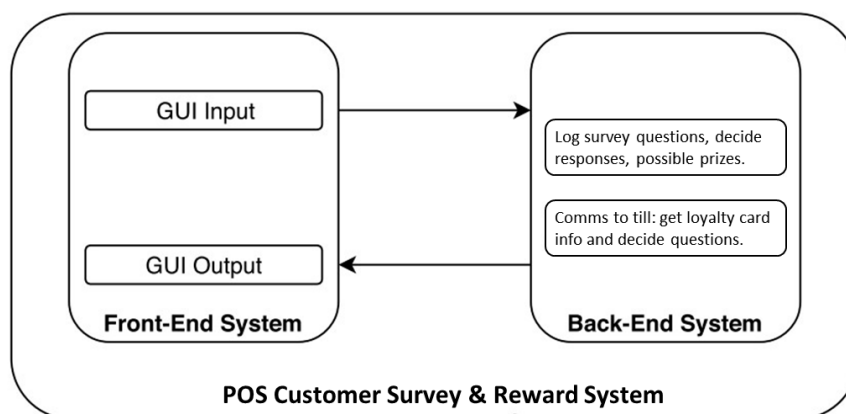 GUI Input
GUI Output
Front-End System
Log survey questions, decide
responses, possible prizes.
Comms to till: get loyalty card
info and decide questions.
Back-End System
POS Customer Survey & Reward System